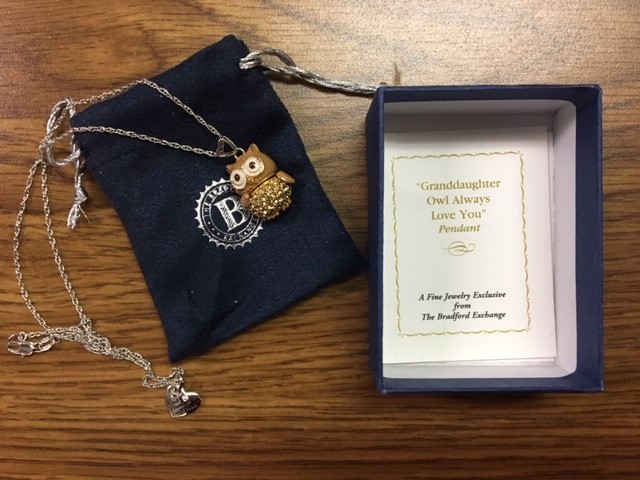 B
"Granddaughter
Owl Always
Love You"
Pendant
A Fine Jewelry Exclusive
from
The Bradford Exchange